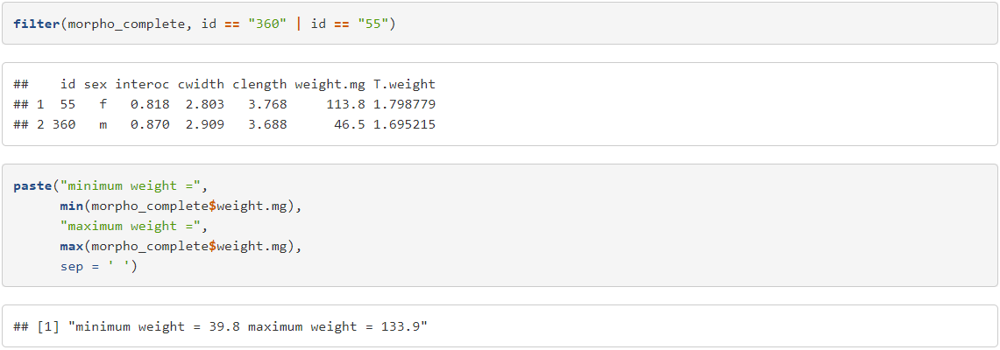 filter(morpho_complete, id == "360" | id == "55")
##    id sex interoc cwidth clength weight.mg T.weight
## 1  55   f   0.818  2.803   3.768     113.8 1.798779
## 2 360   m   0.870  2.909   3.688      46.5 1.695215
paste("minimum weight =",
      min(morpho_complete$weight.mg),
      "maximum weight =",
      max(morpho_complete$weight.mg),
      sep = ' ')
## [1] "minimum weight = 39.8 maximum weight = 133.9"